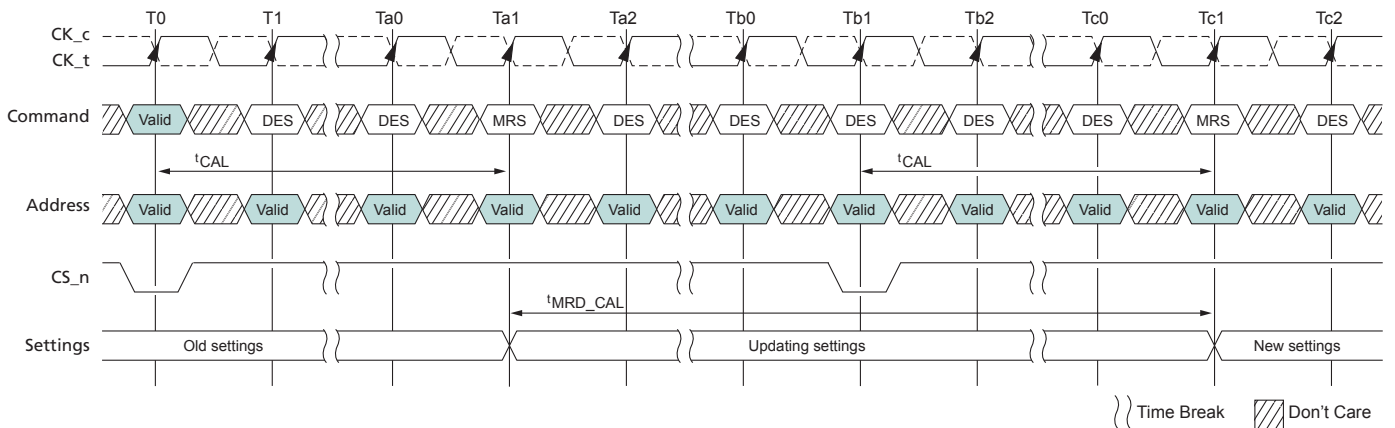 T0 T1 Ta0 Ta1 Ta2 Tb0 Tb1 Tb2 Tc0 Tc1 Tc2
CK_c
CK_t
Command Valid DES DES MRS DES DES DES DES DES MRS DES
tCAL tCAL
Address Valid Valid Valid Valid Valid Valid Valid Valid Valid Valid Valid
CS_n
tMRD_CAL
Settings Old settings Updating settings New settings
Time Break Don't Care